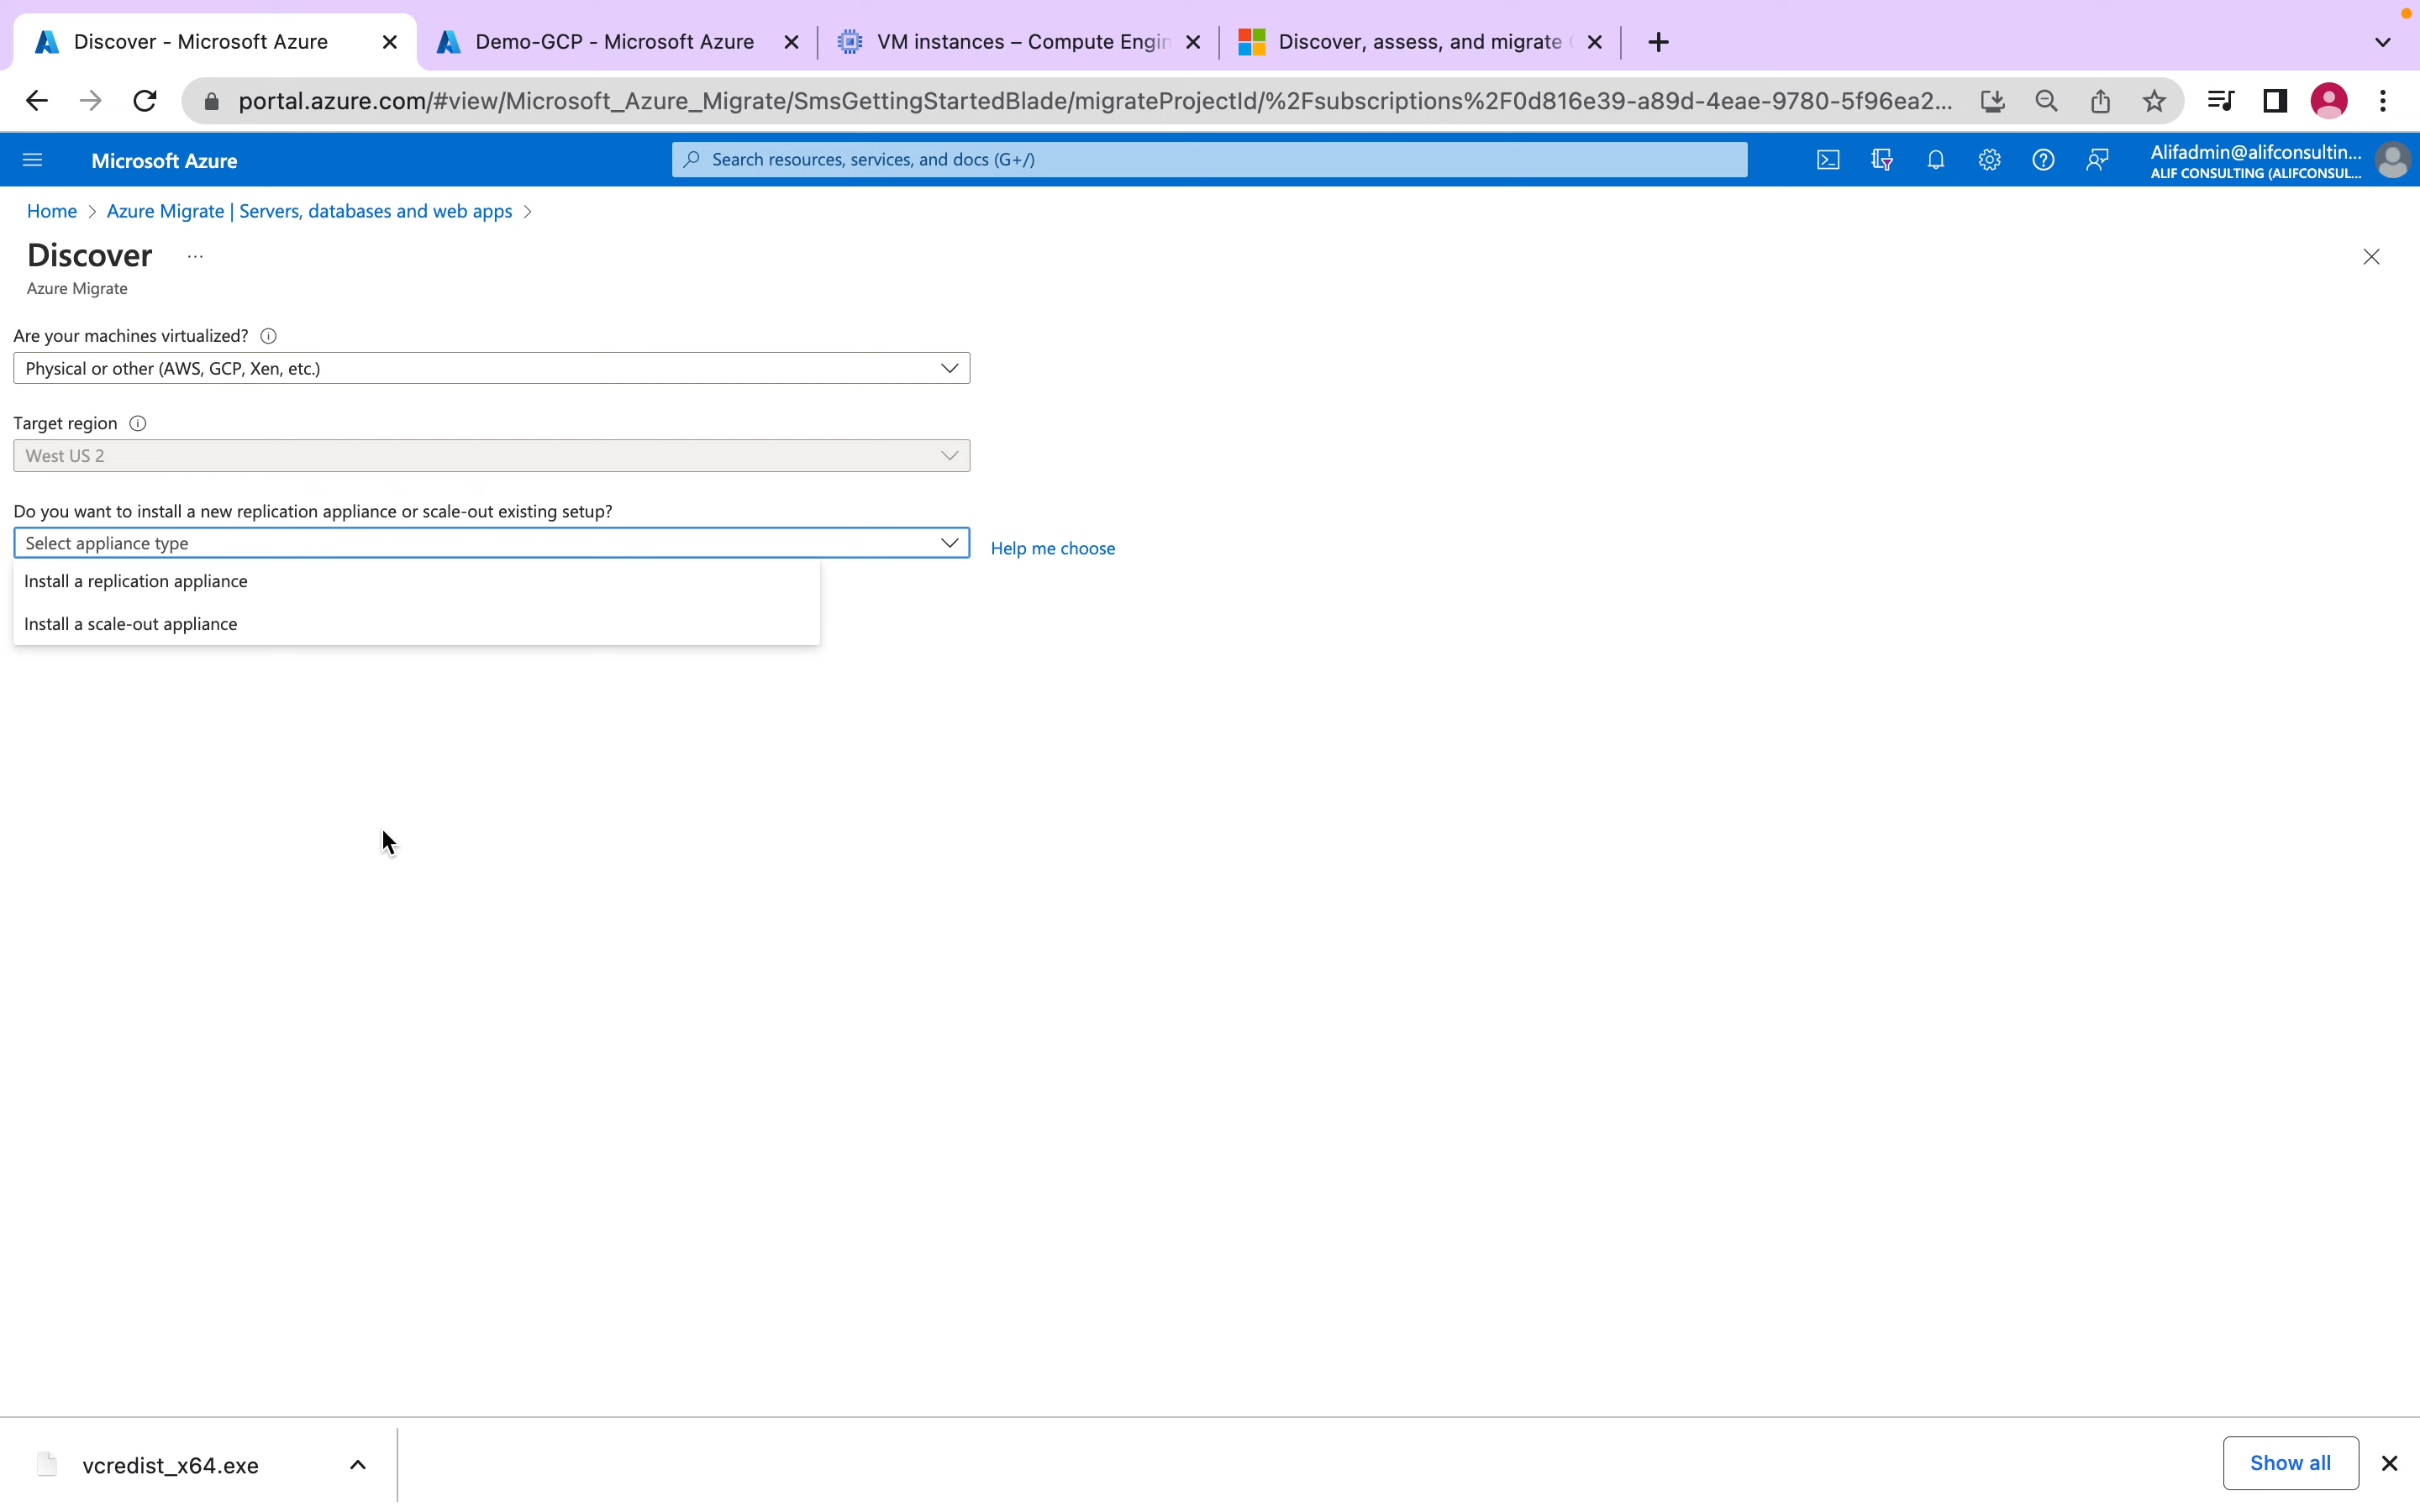 Discover - Microsoft Azure
Demo-GCP - Microsoft Azure
VM instances – Compute Engin
Discover, assess, and migrate
portal.azure.com/#view/Microsoft_Azure_Migrate/SmsGettingStartedBlade/migrateProjectId/%2Fsubscriptions%2F0d816e39-a89d-4eae-9780-5f96ea2...
Microsoft Azure
Search resources, services, and docs (G+/)
Alifadmin@alifconsultin...
ALIF CONSULTING (ALIFCONSUL...
Home > Azure Migrate | Servers, databases and web apps >
Discover ...
Azure Migrate
Are your machines virtualized?
Physical or other (AWS, GCP, Xen, etc.)
Target region
West US 2
Do you want to install a new replication appliance or scale-out existing setup?
Select appliance type
Help me choose
Install a replication appliance
Install a scale-out appliance
vcredist_x64.exe
Show all